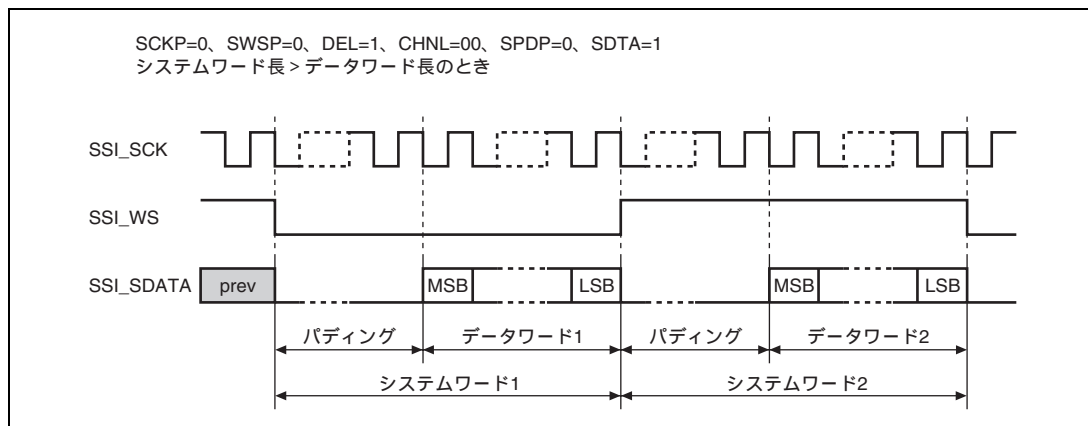 SCKP=0、SWSP=0、DEL=1、CHNL=00、SPDP=0、SDTA=1
システムワード長 > データワード長のとき
SSI_SCK
SSI_WS
SSI_SDATA
prev
MSB
LSB
MSB
LSB
パディング
データワード1
パディング
データワード2
システムワード1
システムワード2